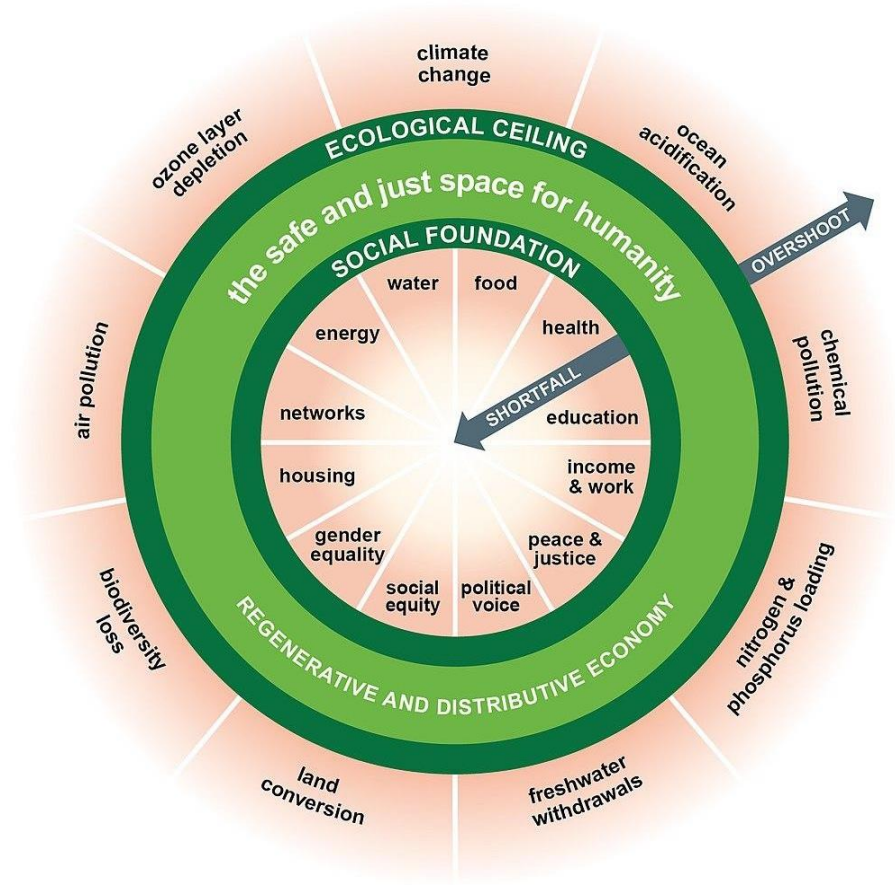 climate
change
ocean
acidification
OVERSHOOT
chemical
pollution
nitrogen &
phosphorus loading
freshwater
withdrawals
land
conversion
biodiversity
loss
air pollution
ozone layer
depletion
ECOLOGICAL CEILING
the safe and just space for humanity
SOCIAL FOUNDATION
water
food
health
SHORTFALL
education
income
& work
peace &
justice
political
voice
social
equity
gender
equality
housing
networks
energy
REGENERATIVE AND DISTRIBUTIVE ECONOMY